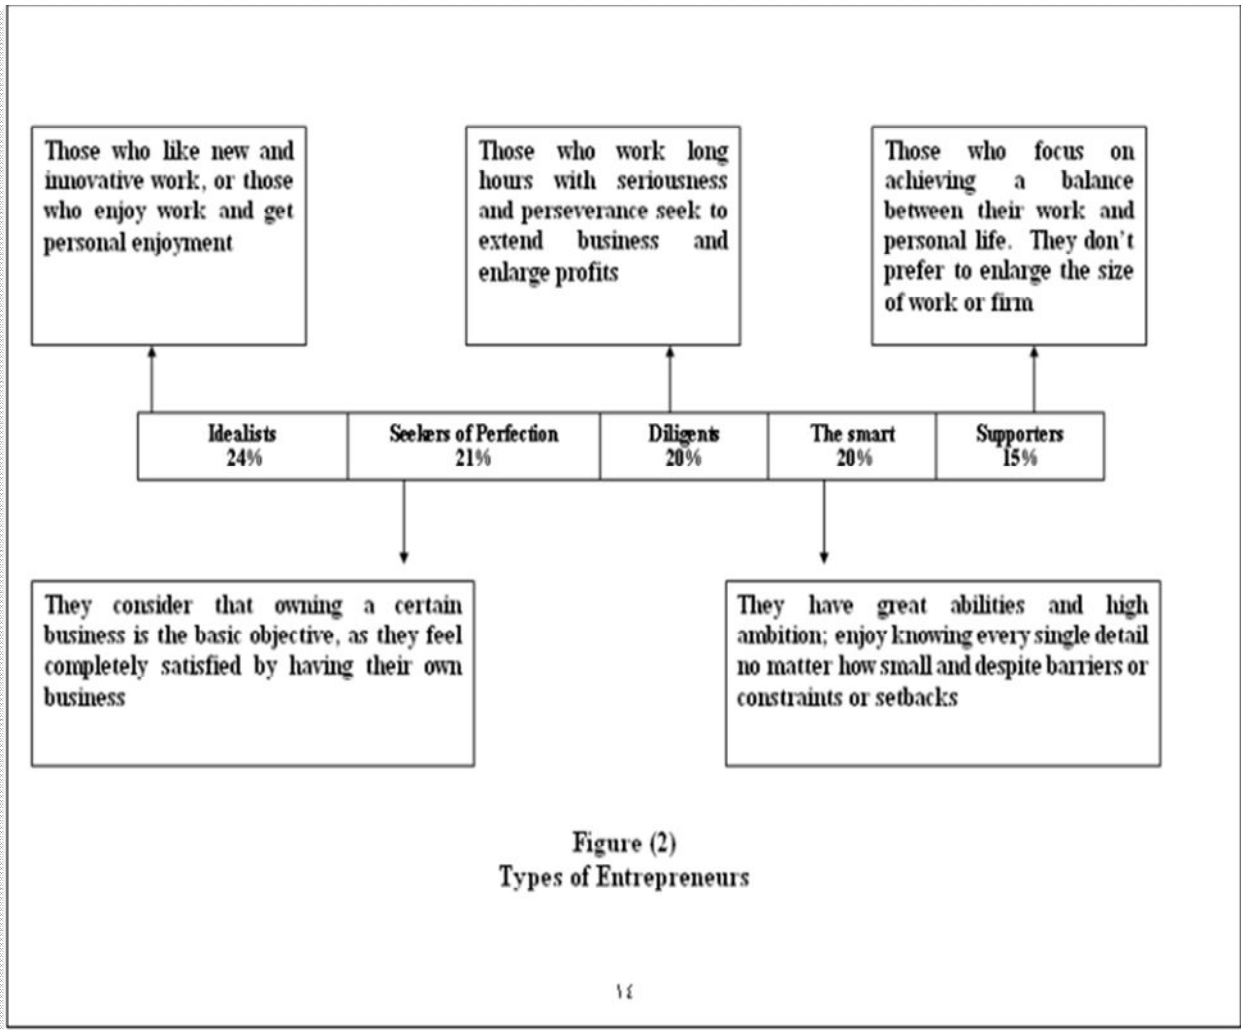 Those who like new and
innovative work, or those
who enjoy work and get
personal enjoyment
Those who work long
hours with seriousness
and perseverance seek to
extend business and
enlarge profits
Those who focus on
achieving a balance
between their work and
personal life. They don't
prefer to enlarge the size
of work or firm
Idealists
24%
Seekers of Perfection
21%
Diligents
20%
The smart
20%
Supporters
15%
They consider that owning a certain
business is the basic objective, as they feel
completely satisfied by having their own
business
They have great abilities and high
ambition; enjoy knowing every single detail
no matter how small and despite barriers or
constraints or setbacks
Figure (2)
Types of Entrepreneurs
١٤